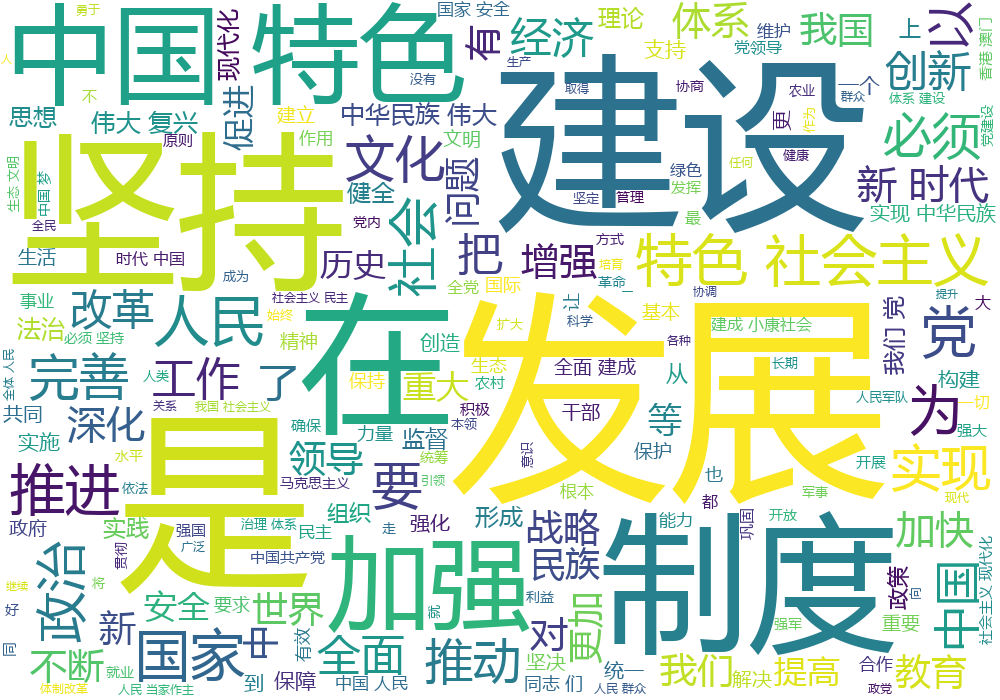 勇于
国家 安全
理论
体系
我国
上
以
香港 澳门
中国 特色
现代化
有
经济
支持
维护
党领导
人
没有
生产
创新
一个
不
思想
伟大 复兴
促进
建立
中华民族 伟大
取得
协商
农业
群众
体系 建设
原则
作用
文明
建设
更
作为
必须
党建设
坚持
文化
问题
健康
任何
绿色
发挥
生态 文明
中国 梦
健全
坚定
管理
新 时代
最
实现 中华民族
全民
党内
社会
生活
时代 中国
历史
把
增强
方式
培育
革命
特色 社会主义
成为
事业
改革
人民
社会主义 民主
全党
国际
让
一
协调
我们 党
提升
大
法治
必须 坚持
始终
在
扩大
科学
基本
建成 小康社会
党
精神
创造
发展
各种
全体 人民
完善
人类
工作
了
保持
重大
生态
农村
全面 建成
从
长期
构建
共同
关系
我国 社会主义
积极
干部
人民军队
为
一切
深化
是
确保
力量
监督
本领
等
强大
实施
水平
领导
统筹
意识
保护
开展
实现
推进
依法
马克思主义
要
引领
根本
也
军事
现代
政府
实践
强国
治理 体系
组织
强化
形成
战略
能力
都
巩固
开放
加快
贯彻
广泛
民主
走
中国共产党
加强
民族
制度
社会主义 现代化
政治
继续
将
安全
要求
世界
就
利益
更加
政策
向
中国
好
新
国家
中
有效
全面
推动
对
强军
重要
同
不断
就业
坚决
统一
我们
解决
提高
合作
教育
体制改革
人民 当家作主
到
保障
中国 人民
同志 们
人民 群众
政党